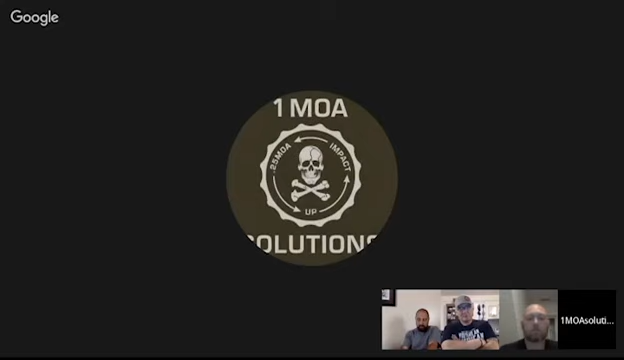 Google
1 MOA
.25MOA
IMPACT
UP
SOLUTIONS
1MOAsoluti...